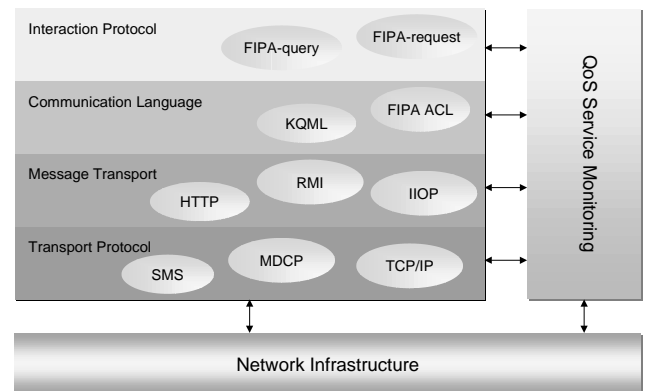 Interaction Protocol
FIPA-query
FIPA-request
Communication Language
KQML
FIPA ACL
Message Transport
HTTP
RMI
IIOP
Transport Protocol
SMS
MDCP
TCP/IP
QoS Service Monitoring
Network Infrastructure